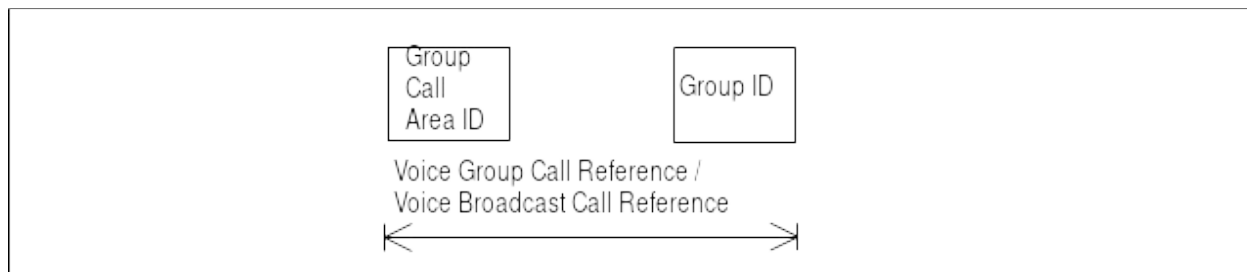 Group
Call
Area ID
Group ID
Voice Group Call Reference /
Voice Broadcast Call Reference